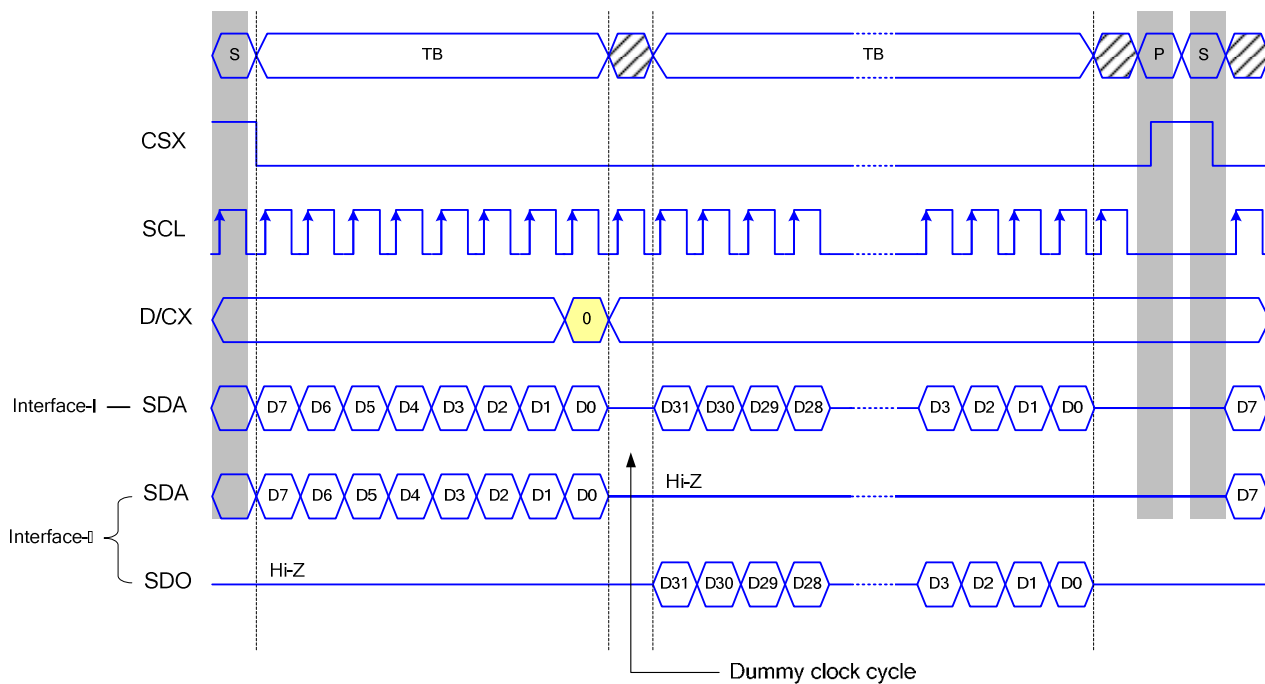 S TB TB P S
CSX
SCL
D/CX 0
Interface-I SDA D7 D6 D5 D4 D3 D2 D1 D0 D31 D30 D29 D28 D3 D2 D1 D0 D7
SDA D7 D6 D5 D4 D3 D2 D1 D0 Hi-Z D7
Interface-
SDO Hi-Z D31 D30 D29 D28 D3 D2 D1 D0
Dummy clock cycle